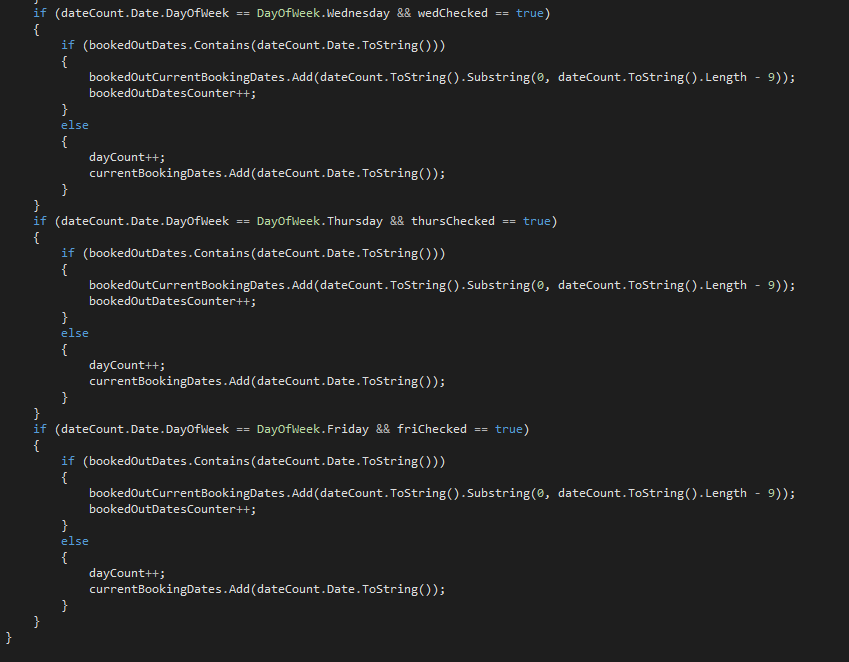 if (dateCount.Date.DayOfWeek == DayOfWeek.Wednesday && wedChecked == true)
{
if (bookedOutDates.Contains(dateCount.Date.ToString()))
{
bookedOutCurrentBookingDates.Add(dateCount.ToString().Substring(0, dateCount.ToString().Length - 9));
bookedOutDatesCounter++;
}
else
{
dayCount++;
currentBookingDates.Add(dateCount.Date.ToString());
}
}
if (dateCount.Date.DayOfWeek == DayOfWeek.Thursday && thursChecked == true)
{
if (bookedOutDates.Contains(dateCount.Date.ToString()))
{
bookedOutCurrentBookingDates.Add(dateCount.ToString().Substring(0, dateCount.ToString().Length - 9));
bookedOutDatesCounter++;
}
else
{
dayCount++;
currentBookingDates.Add(dateCount.Date.ToString());
}
}
if (dateCount.Date.DayOfWeek == DayOfWeek.Friday && friChecked == true)
{
if (bookedOutDates.Contains(dateCount.Date.ToString()))
{
bookedOutCurrentBookingDates.Add(dateCount.ToString().Substring(0, dateCount.ToString().Length - 9));
bookedOutDatesCounter++;
}
else
{
dayCount++;
currentBookingDates.Add(dateCount.Date.ToString());
}
}
}